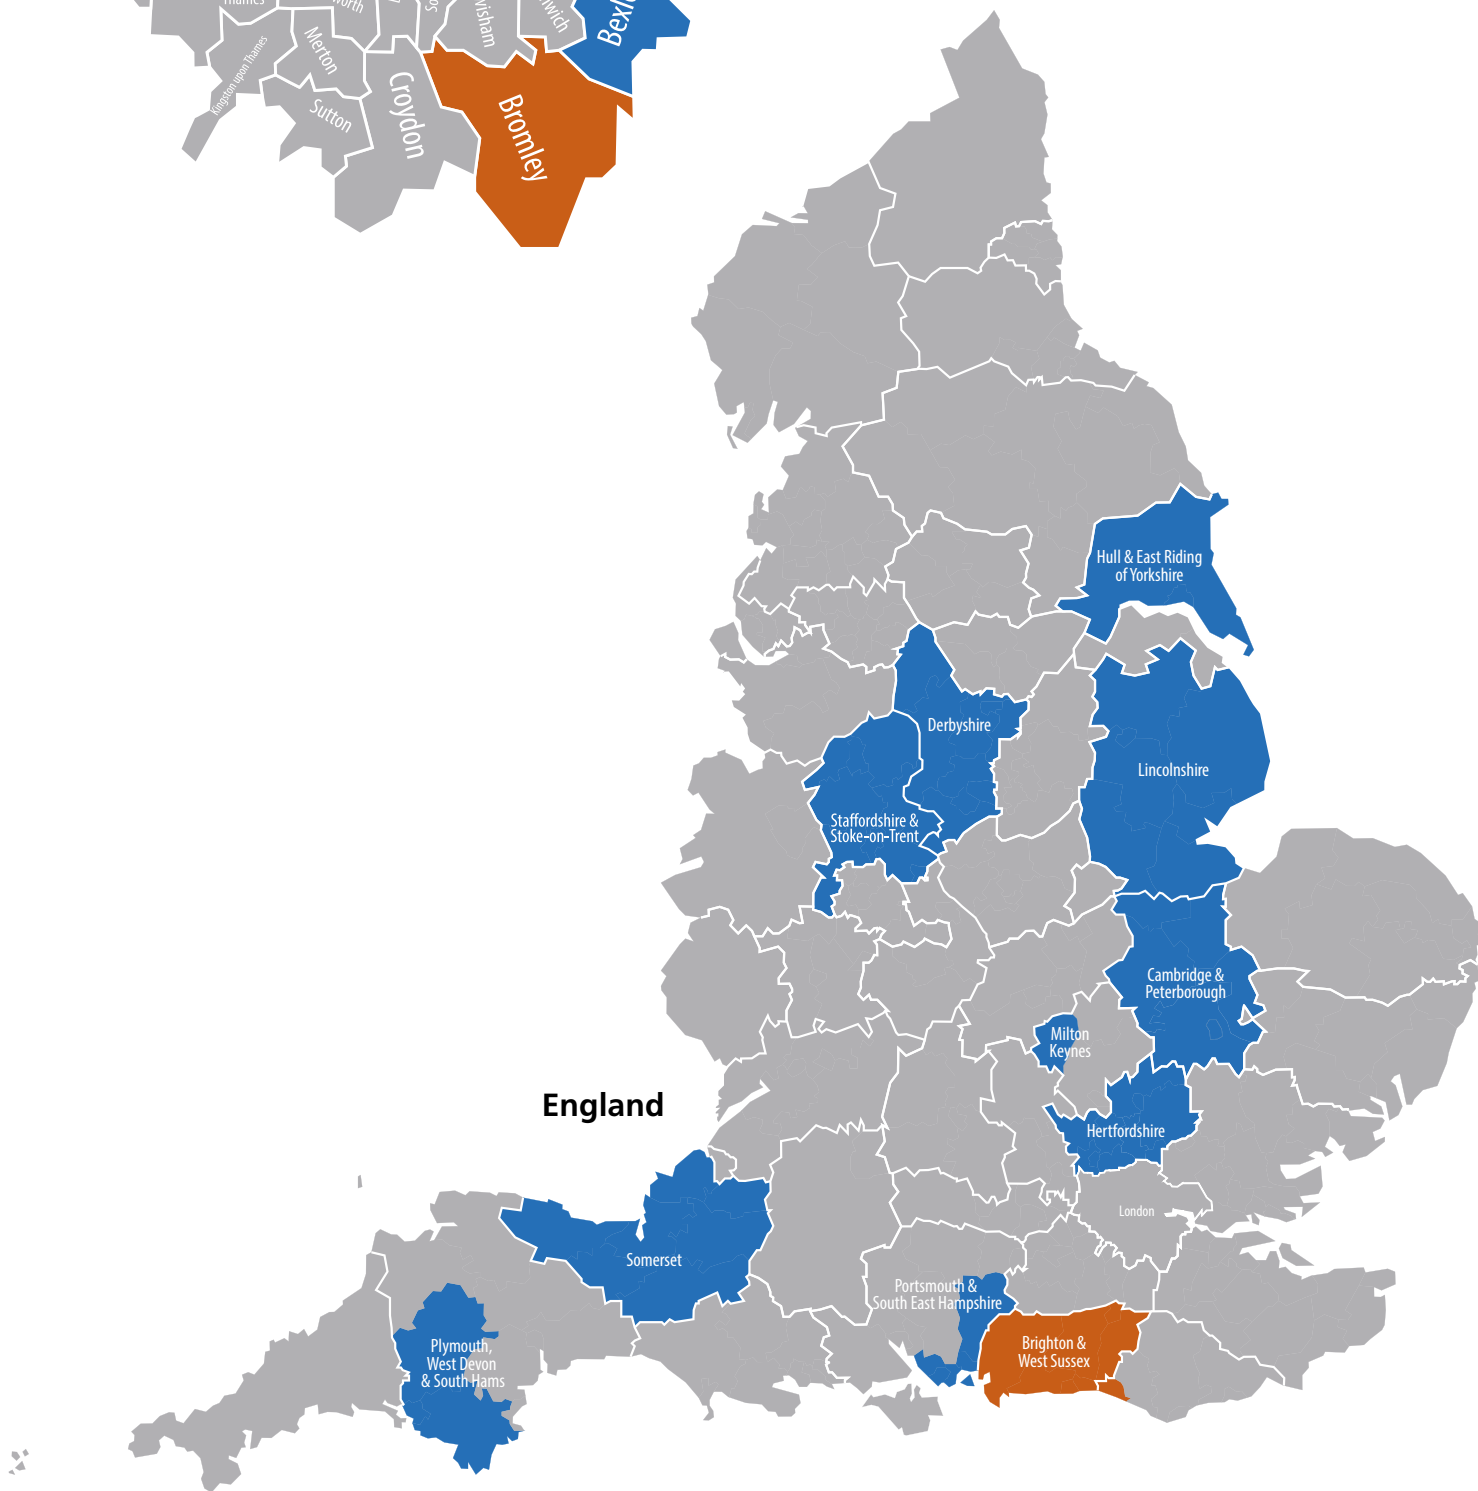 Thames
Kingston upon Thames
Merton
Sutton
Croydon
Bromley
Hull & East Riding
of Yorkshire
Derbyshire
Lincolnshire
Staffordshire &
Stoke-on-Trent
Cambridge &
Peterborough
Milton
Keynes
England
Hertfordshire
London
Somerset
Portsmouth &
South East Hampshire
Brighton &
West Sussex
Plymouth,
West Devon
& South Hams